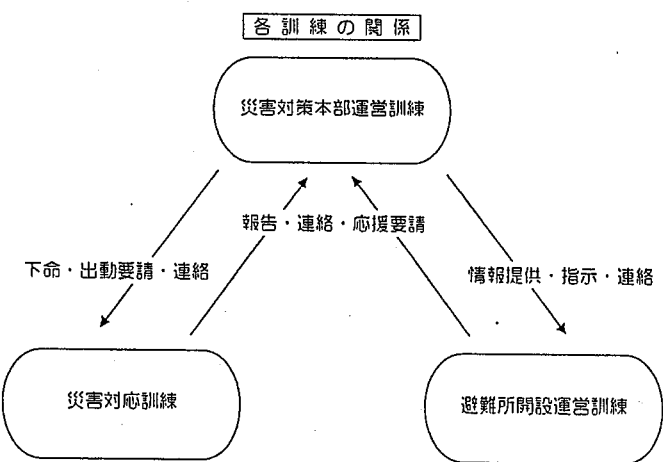 各訓練の関係
災害対策本部運営訓練
報告・連絡・応援要請
下命・出動要請・連絡
情報提供・指示・連絡
災害対応訓練
避難所開設運営訓練